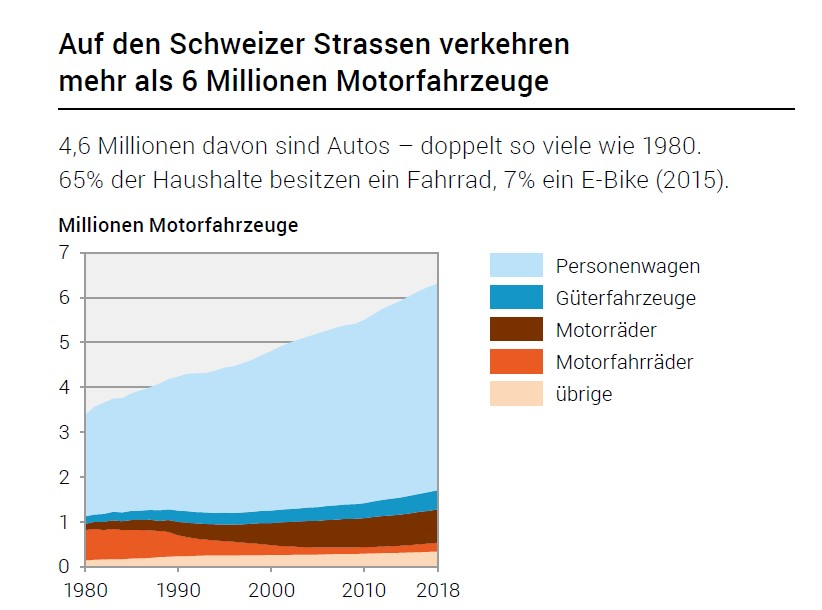 Auf den Schweizer Strassen verkehren
mehr als 6 Millionen Motorfahrzeuge
4,6 Millionen davon sind Autos – doppelt so viele wie 1980.
65% der Haushalte besitzen ein Fahrrad, 7% ein E-Bike (2015).
Millionen Motorfahrzeuge
7
6
5
4
3
2
1
0
1980 1990 2000 2010 2018
Personenwagen
Güterfahrzeuge
Motorräder
Motorfahrräder
übrige